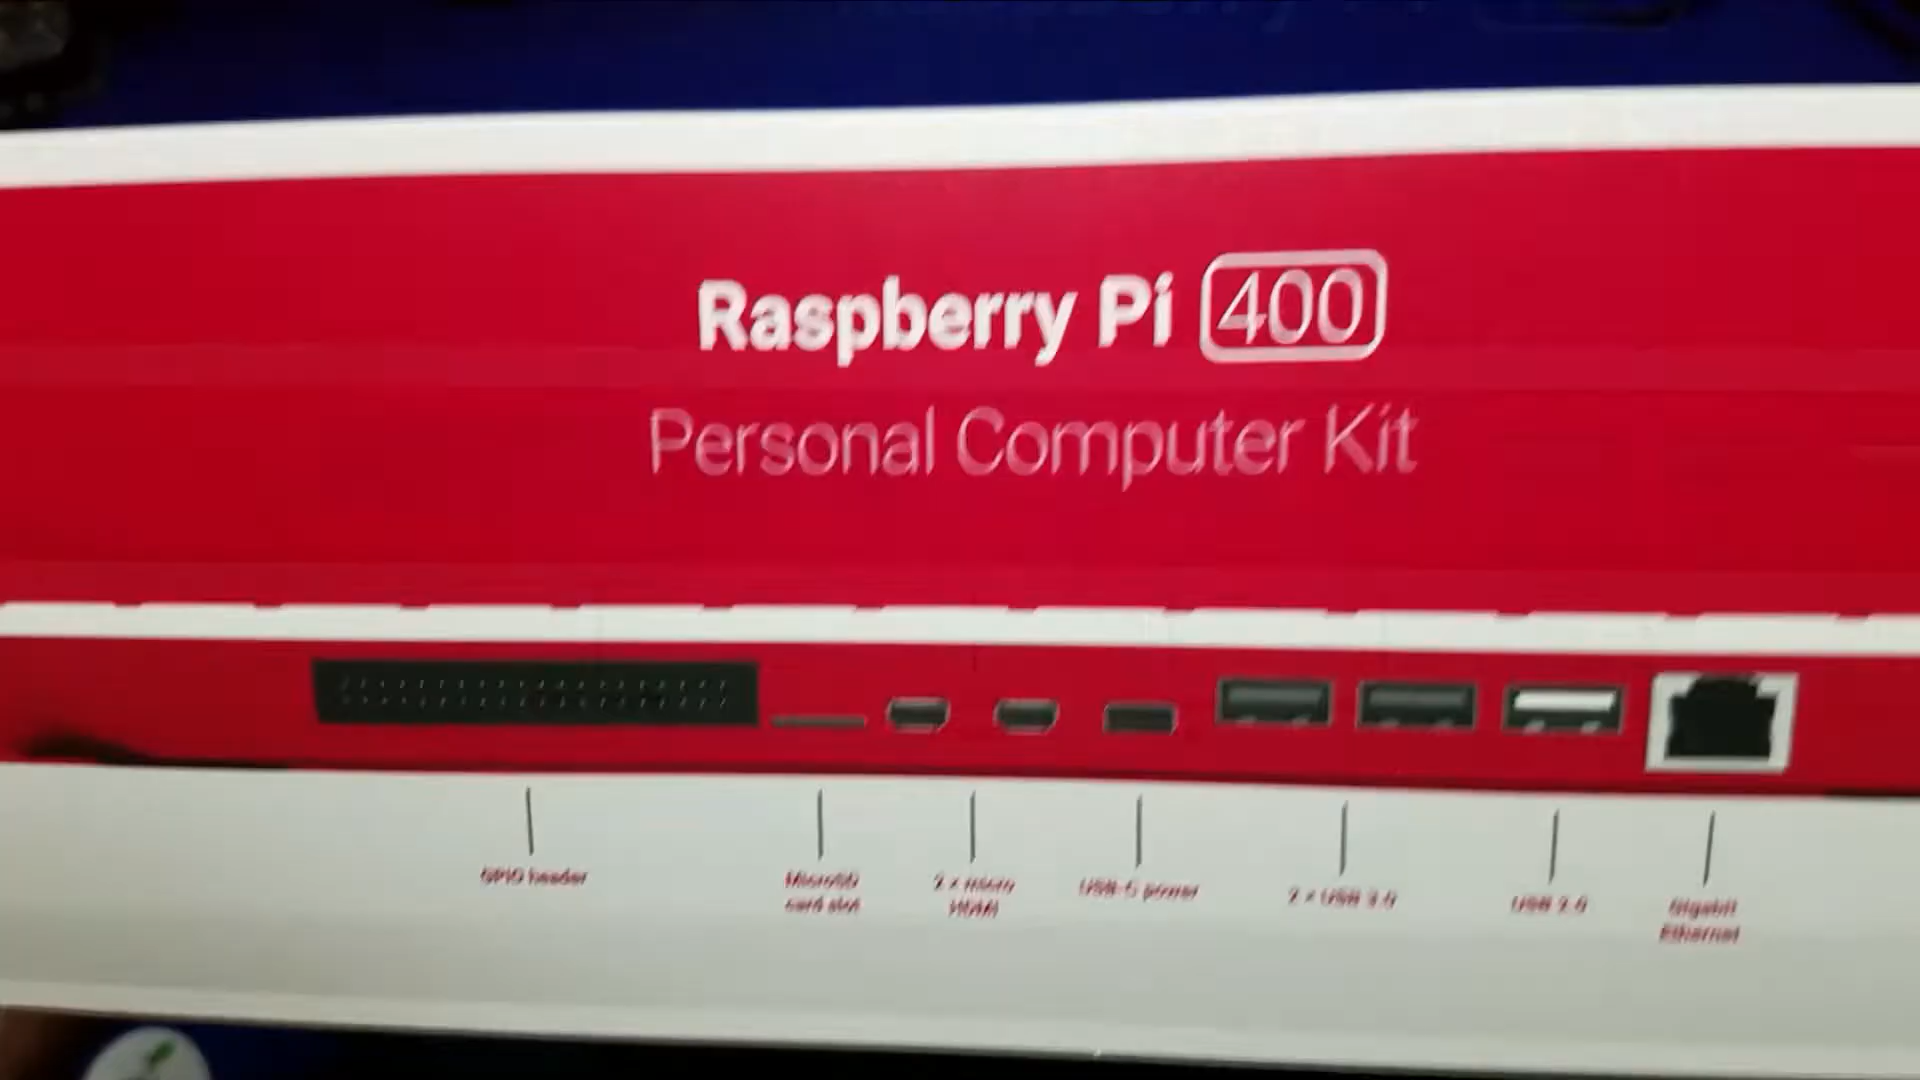 Raspberry Pi 400
Personal Computer Kit
GPIO header
MicroSD
card slot
2 x micro
HDMI
USB-C power
2 x USB 3.0
USB 2.0
Gigabit
Ethernet